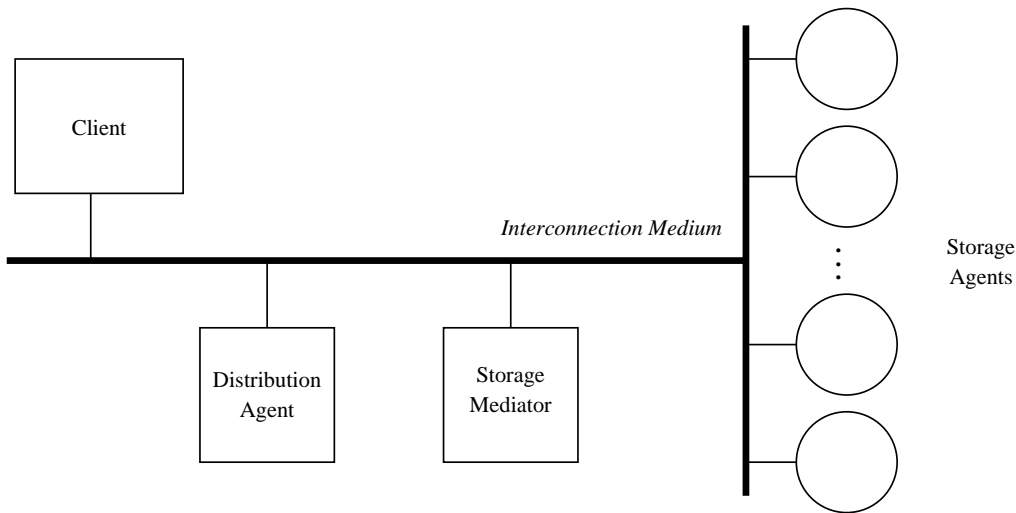 Client
Interconnection Medium
Storage
Agents
Distribution
Agent
Storage
Mediator